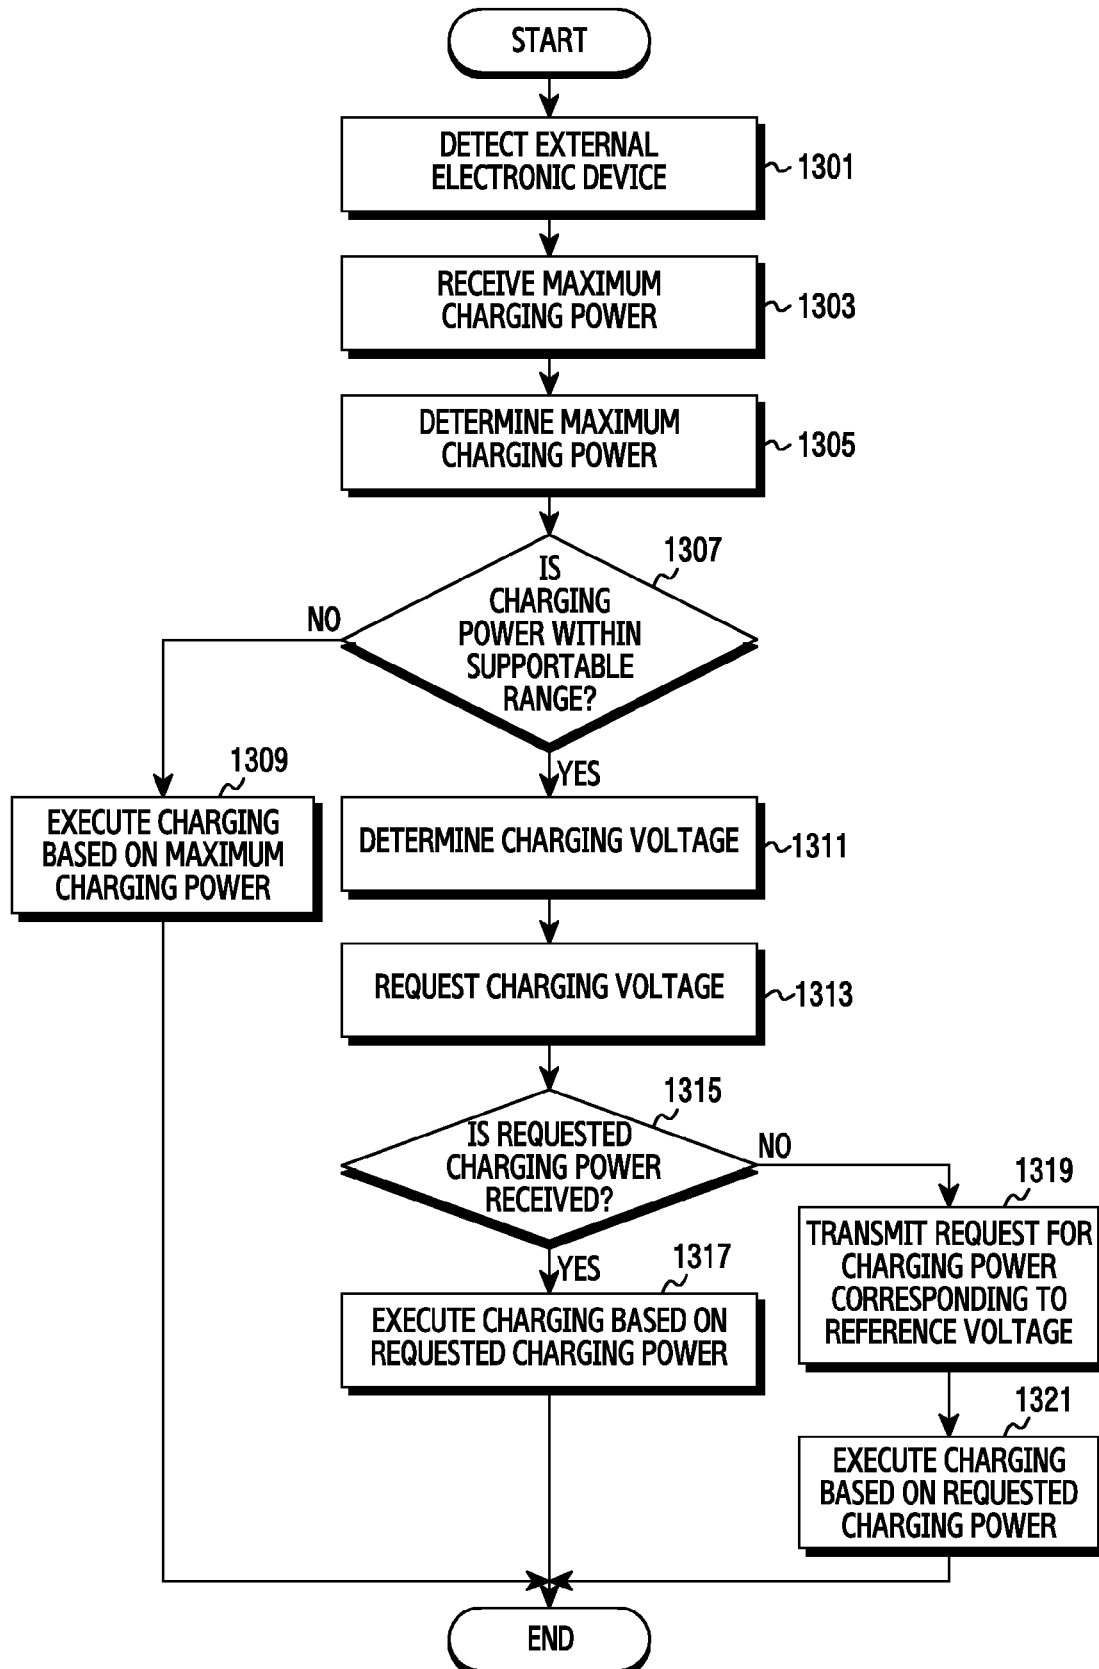 START
DETECT EXTERNAL
ELECTRONIC DEVICE
1301
RECEIVE MAXIMUM
CHARGING POWER
1303
DETERMINE MAXIMUM
CHARGING POWER
1305
1307
IS
CHARGING
POWER WITHIN
SUPPORTABLE
RANGE?
NO
YES
1309
EXECUTE CHARGING
BASED ON MAXIMUM
CHARGING POWER
DETERMINE CHARGING VOLTAGE
1311
REQUEST CHARGING VOLTAGE
1313
1315
IS REQUESTED
CHARGING POWER
RECEIVED?
NO
YES
1317
EXECUTE CHARGING BASED ON
REQUESTED CHARGING POWER
1319
TRANSMIT REQUEST FOR
CHARGING POWER
CORRESPONDING TO
REFERENCE VOLTAGE
1321
EXECUTE CHARGING
BASED ON REQUESTED
CHARGING POWER
END